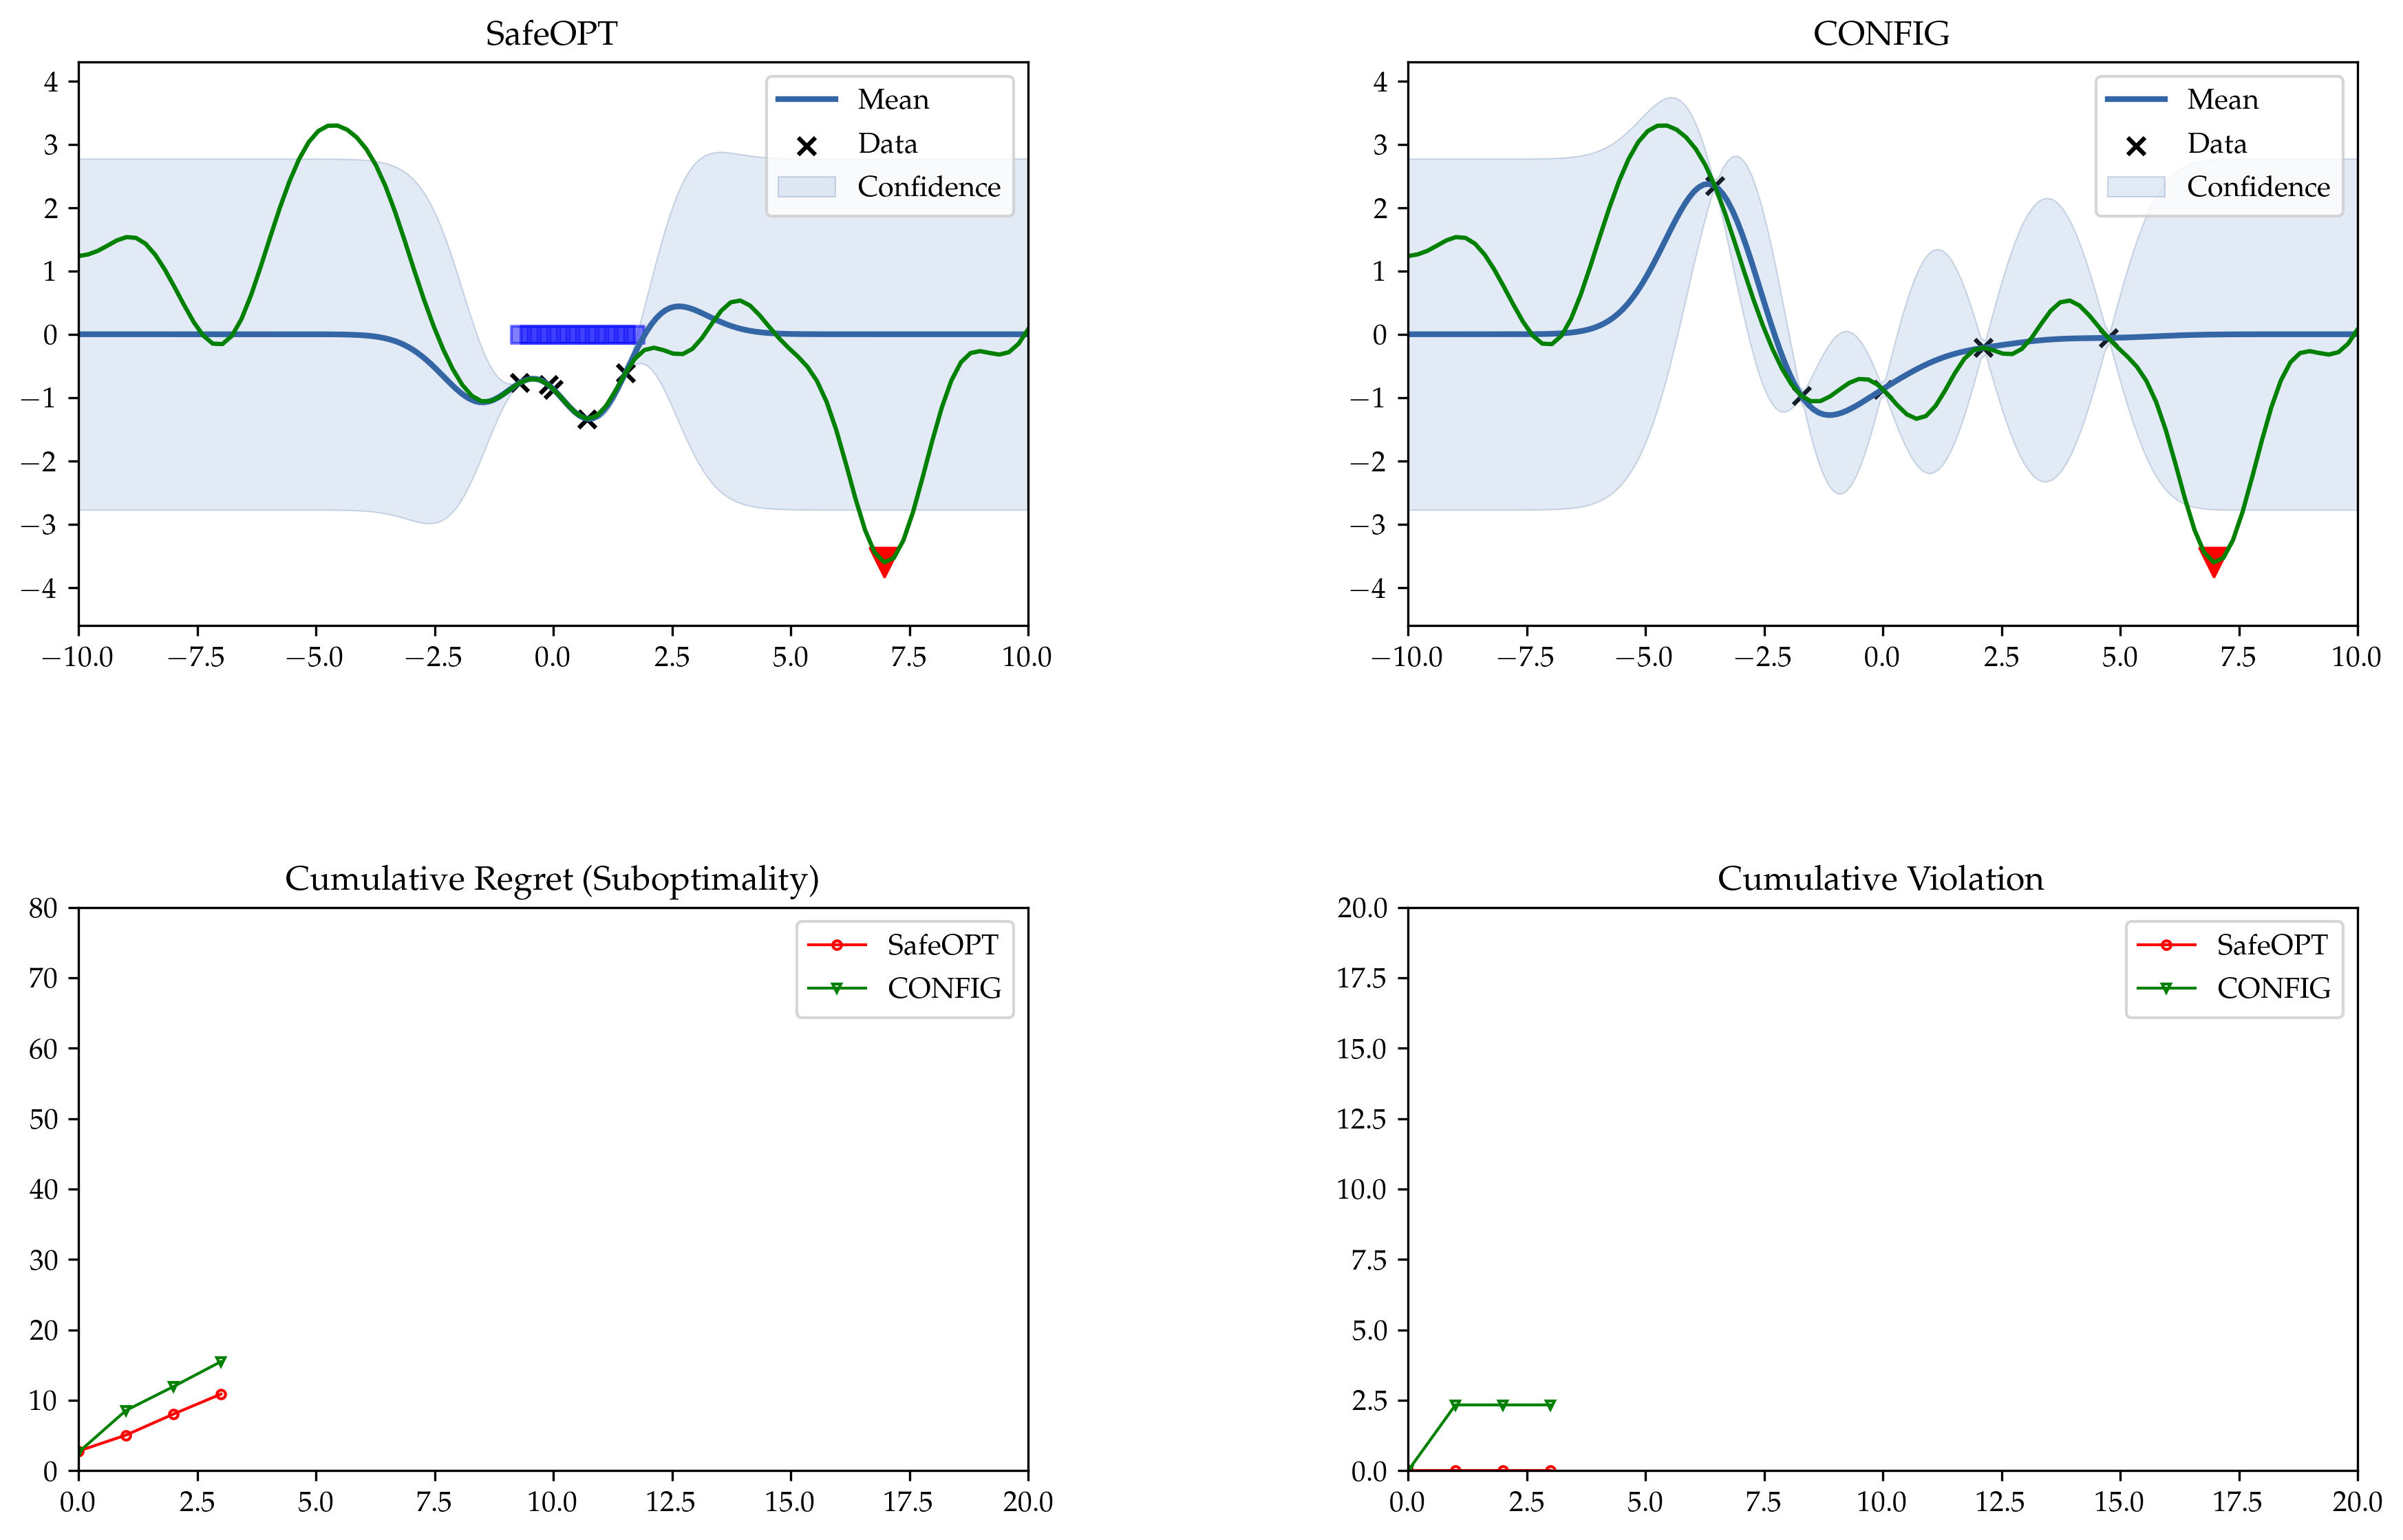 SafeOPT
4
3
2
1
0
−1
−2
−3
−4
Mean
Data
Confidence
−10.0 −7.5 −5.0 −2.5 0.0 2.5 5.0 7.5 10.0
CONFIG
4
3
2
1
0
−1
−2
−3
−4
Mean
Data
Confidence
−10.0 −7.5 −5.0 −2.5 0.0 2.5 5.0 7.5 10.0
Cumulative Regret (Suboptimality)
80
70
60
50
40
30
20
10
0
SafeOPT
CONFIG
0.0 2.5 5.0 7.5 10.0 12.5 15.0 17.5 20.0
Cumulative Violation
20.0
17.5
15.0
12.5
10.0
7.5
5.0
2.5
0.0
SafeOPT
CONFIG
0.0 2.5 5.0 7.5 10.0 12.5 15.0 17.5 20.0